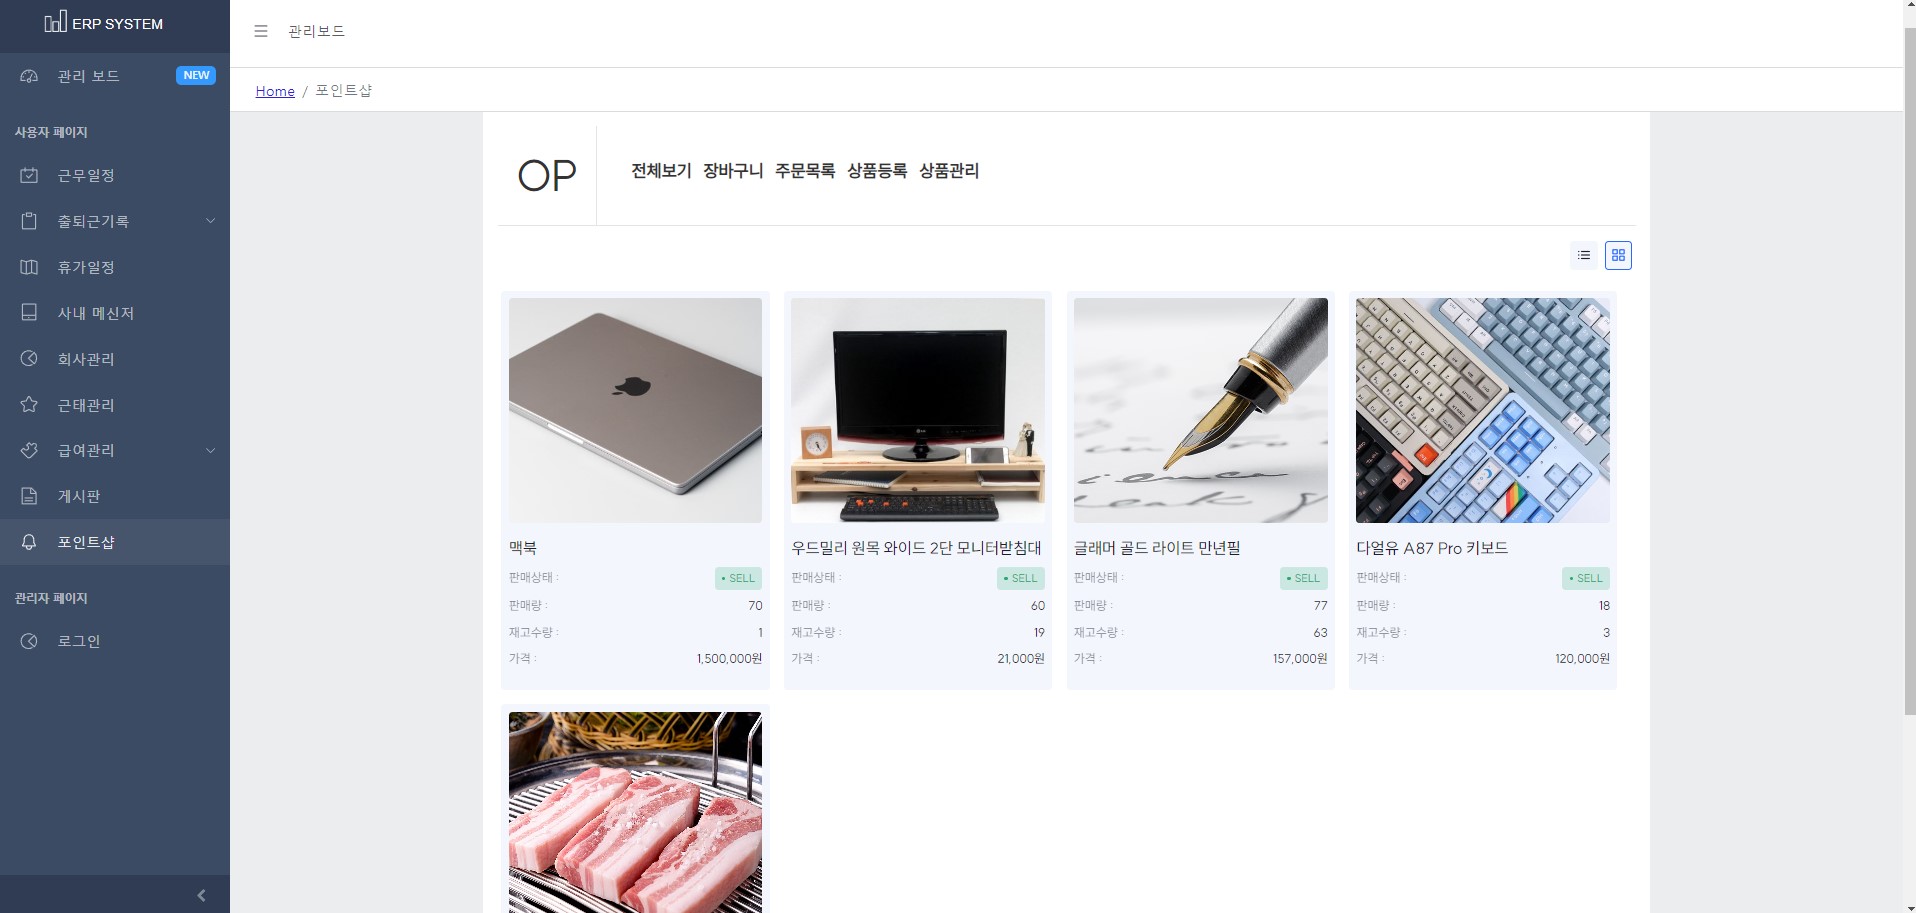 ERP SYSTEM
관리 보드 NEW
사용자 페이지
근무일정
출퇴근기록
휴가일정
사내 메신저
회사관리
근태관리
급여관리
게시판
포인트샵
관리자 페이지
로그인
관리보드
Home / 포인트샵
OP
전체보기 장바구니 주문목록 상품등록 상품관리
맥북
판매상태 : • SELL
판매량 : 70
재고수량 : 1
가격 : 1,500,000원
우드밀리 원목 와이드 2단 모니터받침대
판매상태 : • SELL
판매량 : 60
재고수량 : 19
가격 : 21,000원
글래머 골드 라이트 만년필
판매상태 : • SELL
판매량 : 77
재고수량 : 63
가격 : 157,000원
다얼유 A87 Pro 키보드
판매상태 : • SELL
판매량 : 18
재고수량 : 3
가격 : 120,000원